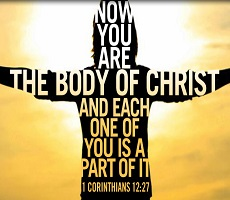 NOW
YOU
ARE
THE BODY OF CHRIST
AND EACH
ONE OF
YOU IS A
PART OF IT
1 CORINTHIANS 12:27